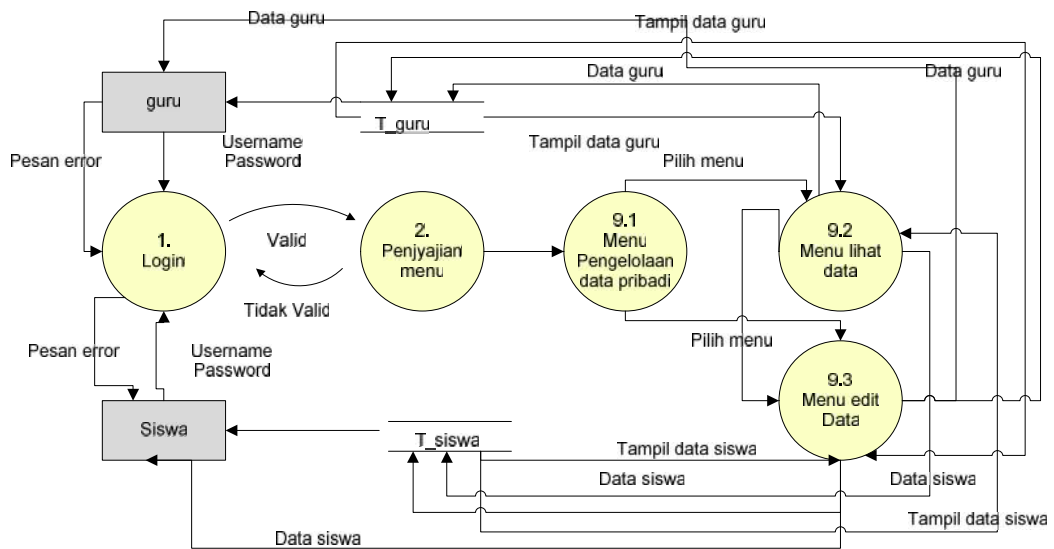 Data guru
Tampil data guru
Data guru
Data guru
guru
T_guru
Username
Password
Tampil data guru
Pilih menu
Pesan error
1.
Login
Valid
Tidak Valid
2.
Penjyajian
menu
9.1
Menu
Pengelolaan
data pribadi
9.2
Menu lihat
data
Pesan error
Username
Password
Pilih menu
9.3
Menu edit
Data
Siswa
T_siswa
Tampil data siswa
Data siswa
Data siswa
Tampil data siswa
Data siswa